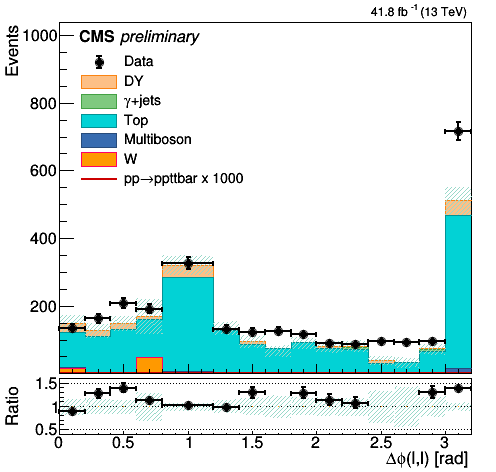 41.8 fb⁻¹ (13 TeV)
Events
1000
800
600
400
200
CMS preliminary
Data
DY
γ+jets
Top
Multiboson
W
pp→ppttbar x 1000
Ratio
1.5
1
0.5
0 0.5 1 1.5 2 2.5 3
Δϕ(l,l) [rad]